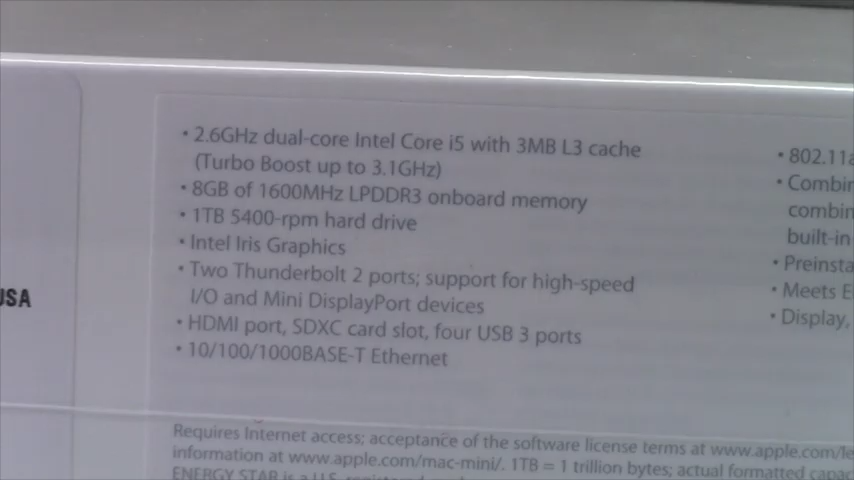 • 2.6GHz dual-core Intel Core i5 with 3MB L3 cache
(Turbo Boost up to 3.1GHz)
• 8GB of 1600MHz LPDDR3 onboard memory
• 1TB 5400-rpm hard drive
• Intel Iris Graphics
• Two Thunderbolt 2 ports; support for high-speed
I/O and Mini DisplayPort devices
• HDMI port, SDXC card slot, four USB 3 ports
• 10/100/1000BASE-T Ethernet
• 802.11a
• Combin
combin
built-in
• Preinsta
• Meets E
• Display,
USA
Requires Internet access; acceptance of the software license terms at www.apple.com/le
information at www.apple.com/mac-mini/. 1TB = 1 trillion bytes; actual formatted capac
ENERGY STAR is a U.S.